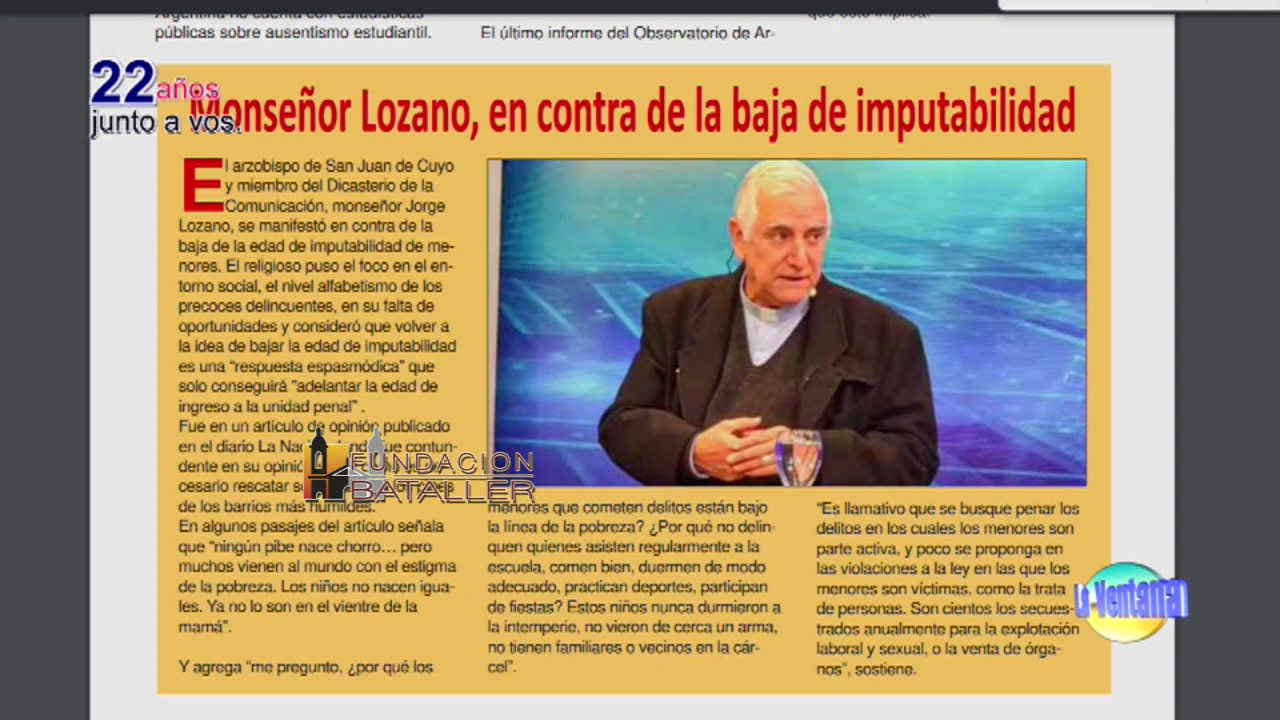 Argentina no cuenta con estadísticas
públicas sobre ausentismo estudiantil.
El último informe del Observatorio de Ar-
que esto implica.
22 años
junto a vos.
Monseñor Lozano, en contra de la baja de imputabilidad
El arzobispo de San Juan de Cuyo
y miembro del Dicasterio de la
Comunicación, monseñor Jorge
Lozano, se manifestó en contra de la
baja de la edad de imputabilidad de me-
nores. El religioso puso el foco en el en-
torno social, el nivel alfabetismo de los
precoces delincuentes, en su falta de
oportunidades y consideró que volver a
la idea de bajar la edad de imputabilidad
es una “respuesta espasmódica” que
solo conseguirá "adelantar la edad de
ingreso a la unidad penal" .
Fue en un artículo de opinión publicado
en el diario La contun-
dente en su
cesario rescatar
de los barrios más humildes.
En algunos pasajes del artículo señala
que “ningún pibe nace chorro... pero
muchos vienen al mundo con el estigma
de la pobreza. Los niños no nacen igua-
les. Ya no lo son en el vientre de la
mamá”.
Y agrega “me pregunto, ¿por qué los
FUNDACION
BATALLER
menores que cometen delitos están bajo
la línea de la pobreza? ¿Por qué no delin-
quen quienes asisten regularmente a la
escuela, comen bien, duermen de modo
adecuado, practican deportes, participan
de fiestas? Estos niños nunca durmieron a
la intemperie, no vieron de cerca un arma,
no tienen familiares o vecinos en la cár-
cel”.
“Es llamativo que se busque penar los
delitos en los cuales los menores son
parte activa, y poco se proponga en
las violaciones a la ley en las que los
menores son víctimas, como la trata
de personas. Son cientos los secues-
trados anualmente para la explotación
laboral y sexual, o la venta de órga-
nos”, sostiene.
La Ventana